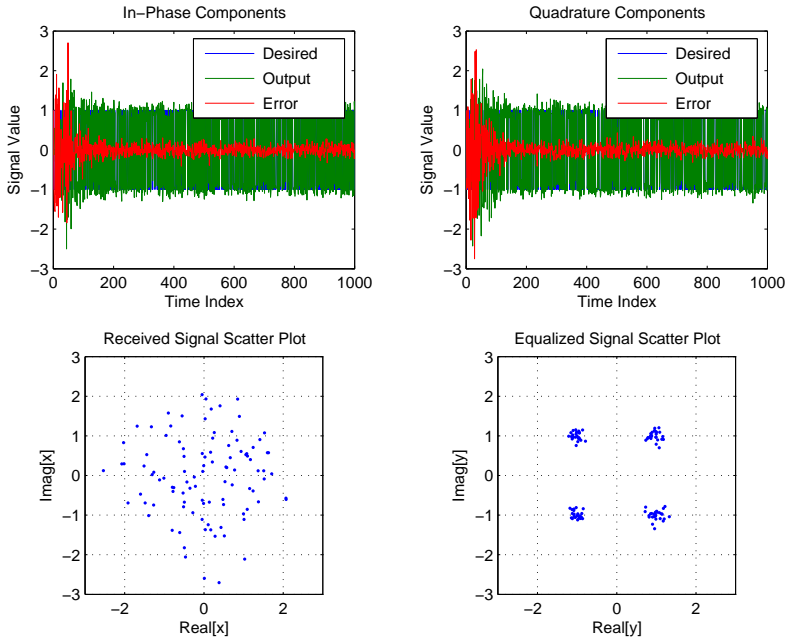 In−Phase Components
Signal Value
3
2
1
0
−1
−2
−3
0 200 400 600 800 1000
Time Index
Desired
Output
Error
Quadrature Components
Signal Value
3
2
1
0
−1
−2
−3
0 200 400 600 800 1000
Time Index
Desired
Output
Error
Received Signal Scatter Plot
Imag[x]
3
2
1
0
−1
−2
−3
−2 0 2
Real[x]
Equalized Signal Scatter Plot
Imag[y]
3
2
1
0
−1
−2
−3
−2 0 2
Real[y]